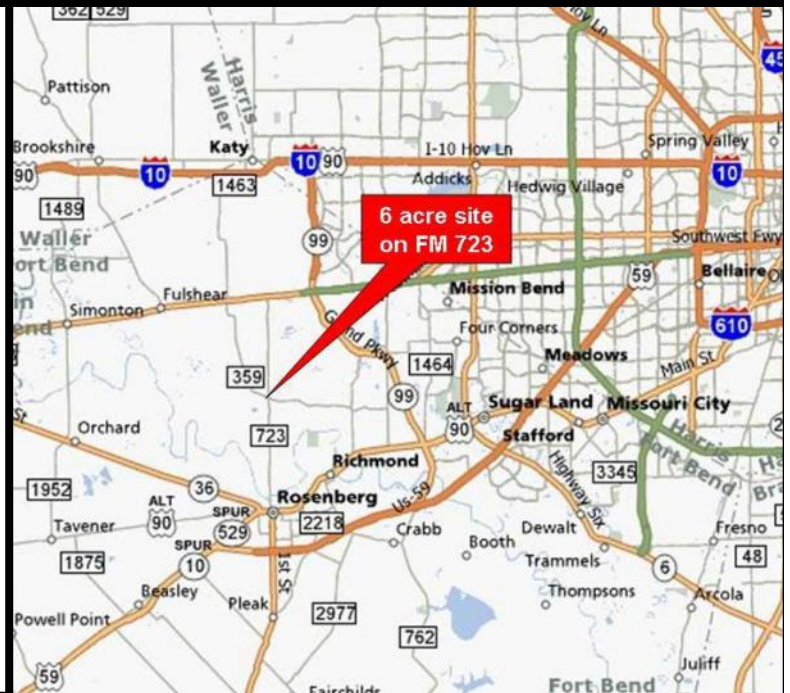 362 529
ov Ln
45
Pattison
Harris
Waller
Brookshire
Katy
I-10 Hov Ln
Spring Valley
90
10
10
90
10
1463
Addicks
Hedwig Village
1489
6 acre site
on FM 723
99
Waller
ort Bend
Southwest Fwy
59
Bellaire
Mission Bend
Simonton
Fulshear
610
Four Corners
Grand Pkwy
1464
Meadows
359
Main St
99
ALT
90
Sugar Land
Missouri City
St
Orchard
723
Stafford
Harris
Fort Bend
Richmond
Highway Six
3345
1952
36
Rosenberg
Us-59
ALT
90
SPUR
529
2218
Crabb
Dewalt
Fresno
Tavener
Booth
48
1875
SPUR
10
1st St
Trammels
6
Beasley
Thompsons
Arcola
Pleak
2977
Powell Point
762
59
Juliff
Fairchilds
Fort Bend